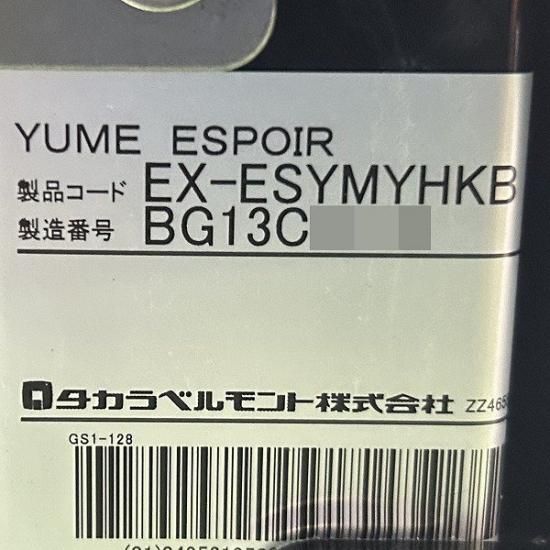 YUME ESPOIR
製品コード EX-ESYMYHKB
製造番号 BG13C
タカラベルモント株式会社 ZZ465
GS1-128